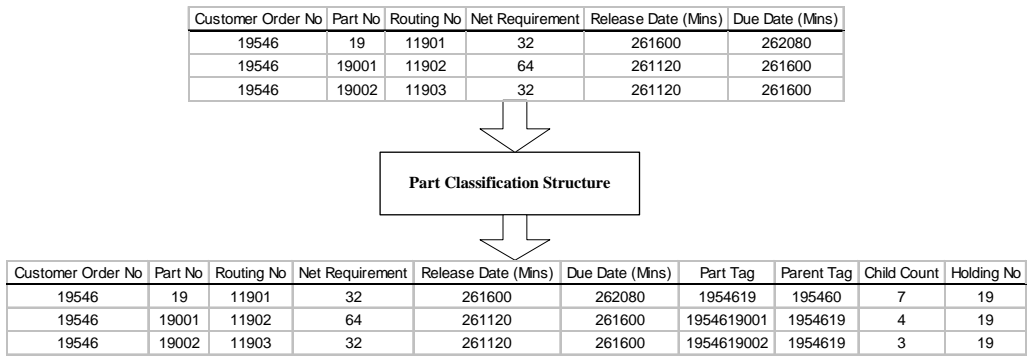 Customer Order No Part No Routing No Net Requirement Release Date (Mins) Due Date (Mins)
19546 19 11901 32 261600 262080
19546 19001 11902 64 261120 261600
19546 19002 11903 32 261120 261600
Part Classification Structure
Customer Order No Part No Routing No Net Requirement Release Date (Mins) Due Date (Mins) Part Tag Parent Tag Child Count Holding No
19546 19 11901 32 261600 262080 1954619 195460 7 19
19546 19001 11902 64 261120 261600 1954619001 1954619 4 19
19546 19002 11903 32 261120 261600 1954619002 1954619 3 19